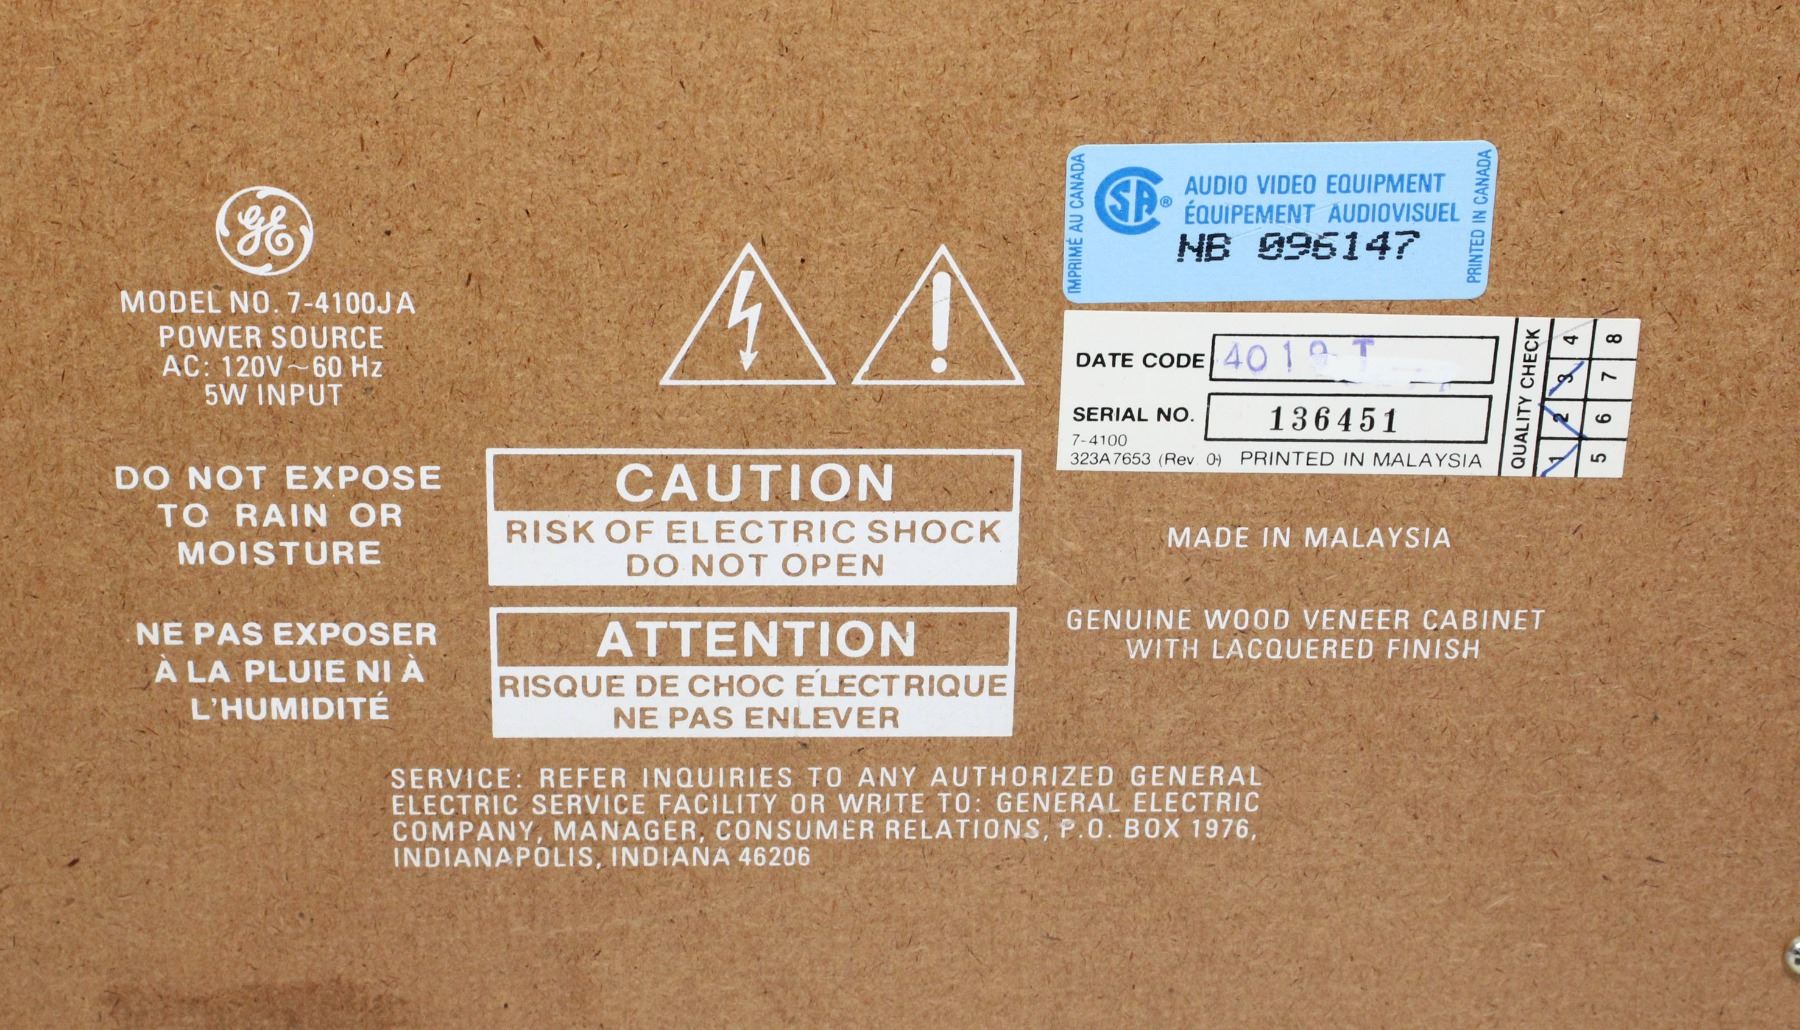 GE
MODEL NO. 7-4100JA
POWER SOURCE
AC: 120V~60 Hz
5W INPUT
DO NOT EXPOSE
TO RAIN OR
MOISTURE
NE PAS EXPOSER
À LA PLUIE NI À
L'HUMIDITÉ
CAUTION
RISK OF ELECTRIC SHOCK
DO NOT OPEN
ATTENTION
RISQUE DE CHOC ÉLECTRIQUE
NE PAS ENLEVER
SERVICE: REFER INQUIRIES TO ANY AUTHORIZED GENERAL
ELECTRIC SERVICE FACILITY OR WRITE TO: GENERAL ELECTRIC
COMPANY, MANAGER, CONSUMER RELATIONS, P.O. BOX 1976,
INDIANAPOLIS, INDIANA 46206
IMPRIMÉ AU CANADA
SA®
AUDIO VIDEO EQUIPMENT
ÉQUIPEMENT AUDIOVISUEL
NB 096147
PRINTED IN CANADA
DATE CODE 4019 T
SERIAL NO. 136451
7-4100
323A7653 (Rev 0) PRINTED IN MALAYSIA
QUALITY CHECK
1 2 3 4
5 6 7 8
MADE IN MALAYSIA
GENUINE WOOD VENEER CABINET
WITH LACQUERED FINISH